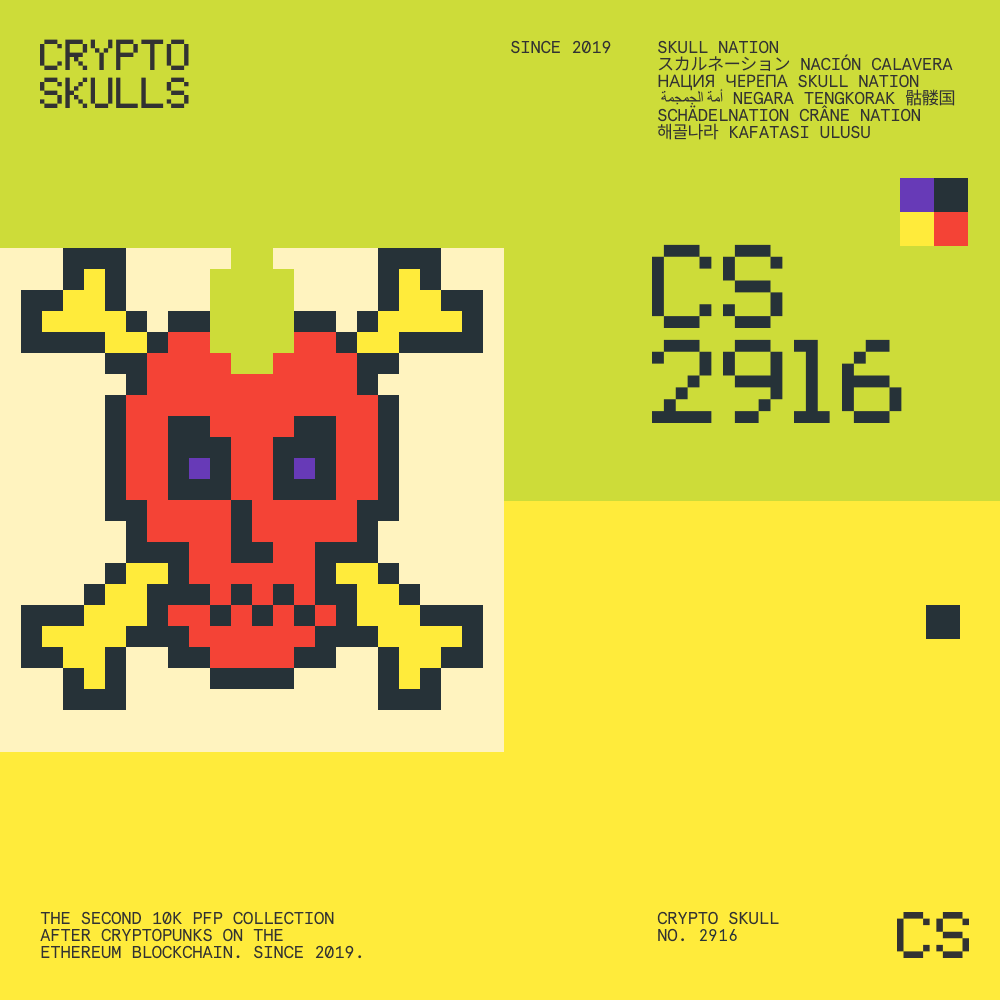 CRYPTO
SKULLS
SINCE 2019
SKULL NATION
スカルネーション NACIÓN CALAVERA
НАЦИЯ ЧЕРЕПА SKULL NATION
أمة الجمجمة NEGARA TENGKORAK 骷髅国
SCHÄDELNATION CRÂNE NATION
해골나라 KAFATASI ULUSU
CS
2916
THE SECOND 10K PFP COLLECTION
AFTER CRYPTOPUNKS ON THE
ETHEREUM BLOCKCHAIN. SINCE 2019.
CRYPTO SKULL
NO. 2916
CS